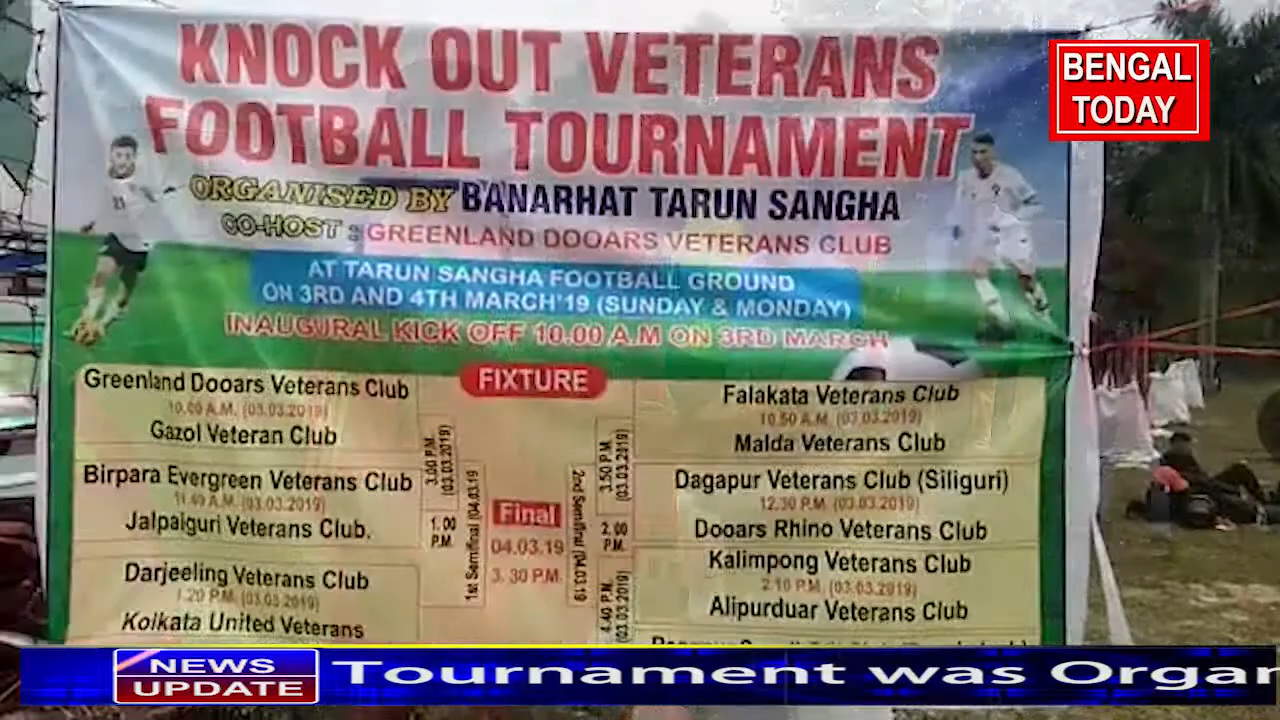 KNOCK OUT VETERANS
FOOTBALL TOURNAMENT
ORGANISED BY BANARHAT TARUN SANGHA
CO-HOST : GREENLAND DOOARS VETERANS CLUB
AT TARUN SANGHA FOOTBALL GROUND
ON 3RD AND 4TH MARCH'19 (SUNDAY & MONDAY)
INAUGURAL KICK OFF 10.00 A.M ON 3RD MARCH
BENGAL
TODAY
FIXTURE
Greenland Dooars Veterans Club
10.00 A.M. (03.03.2019)
Gazol Veteran Club
Birpara Evergreen Veterans Club
11.40 A.M. (03.03.2019)
Jalpaiguri Veterans Club.
Darjeeling Veterans Club
1.20 P.M. (03.03.2019)
Kolkata United Veterans
3.00 P.M.
(03.03.2019)
1.00
P.M.
1st Semifinal (04.03.19
Final
04.03.19
3. 30 P.M.
2nd Semifinal (04.03.19
3.50 P.M.
(03.03.2019)
2.00
P.M.
4.40 P.M.
(03.03.2019)
Falakata Veterans Club
10.50 A.M. (03.03.2019)
Malda Veterans Club
Dagapur Veterans Club (Siliguri)
12.30 P.M. (03.03.2019)
Dooars Rhino Veterans Club
Kalimpong Veterans Club
2.10 P.M. (03.03.2019)
Alipurduar Veterans Club
NEWS
UPDATE
Tournament was Organ